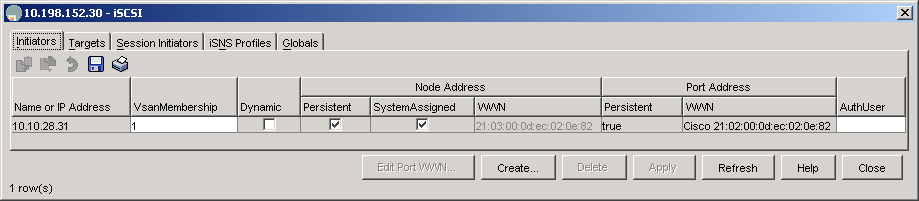 10.198.152.30 - iSCSI
Initiators Targets Session Initiators iSNS Profiles Globals
Node Address Port Address
Name or IP Address VsanMembership Dynamic Persistent SystemAssigned WWN Persistent WWN AuthUser
10.10.28.31 1 21:03:00:0d:ec:02:0e:82 true Cisco 21:02:00:0d:ec:02:0e:82
Edit Port WWN... Create... Delete Apply Refresh Help Close
1 row(s)